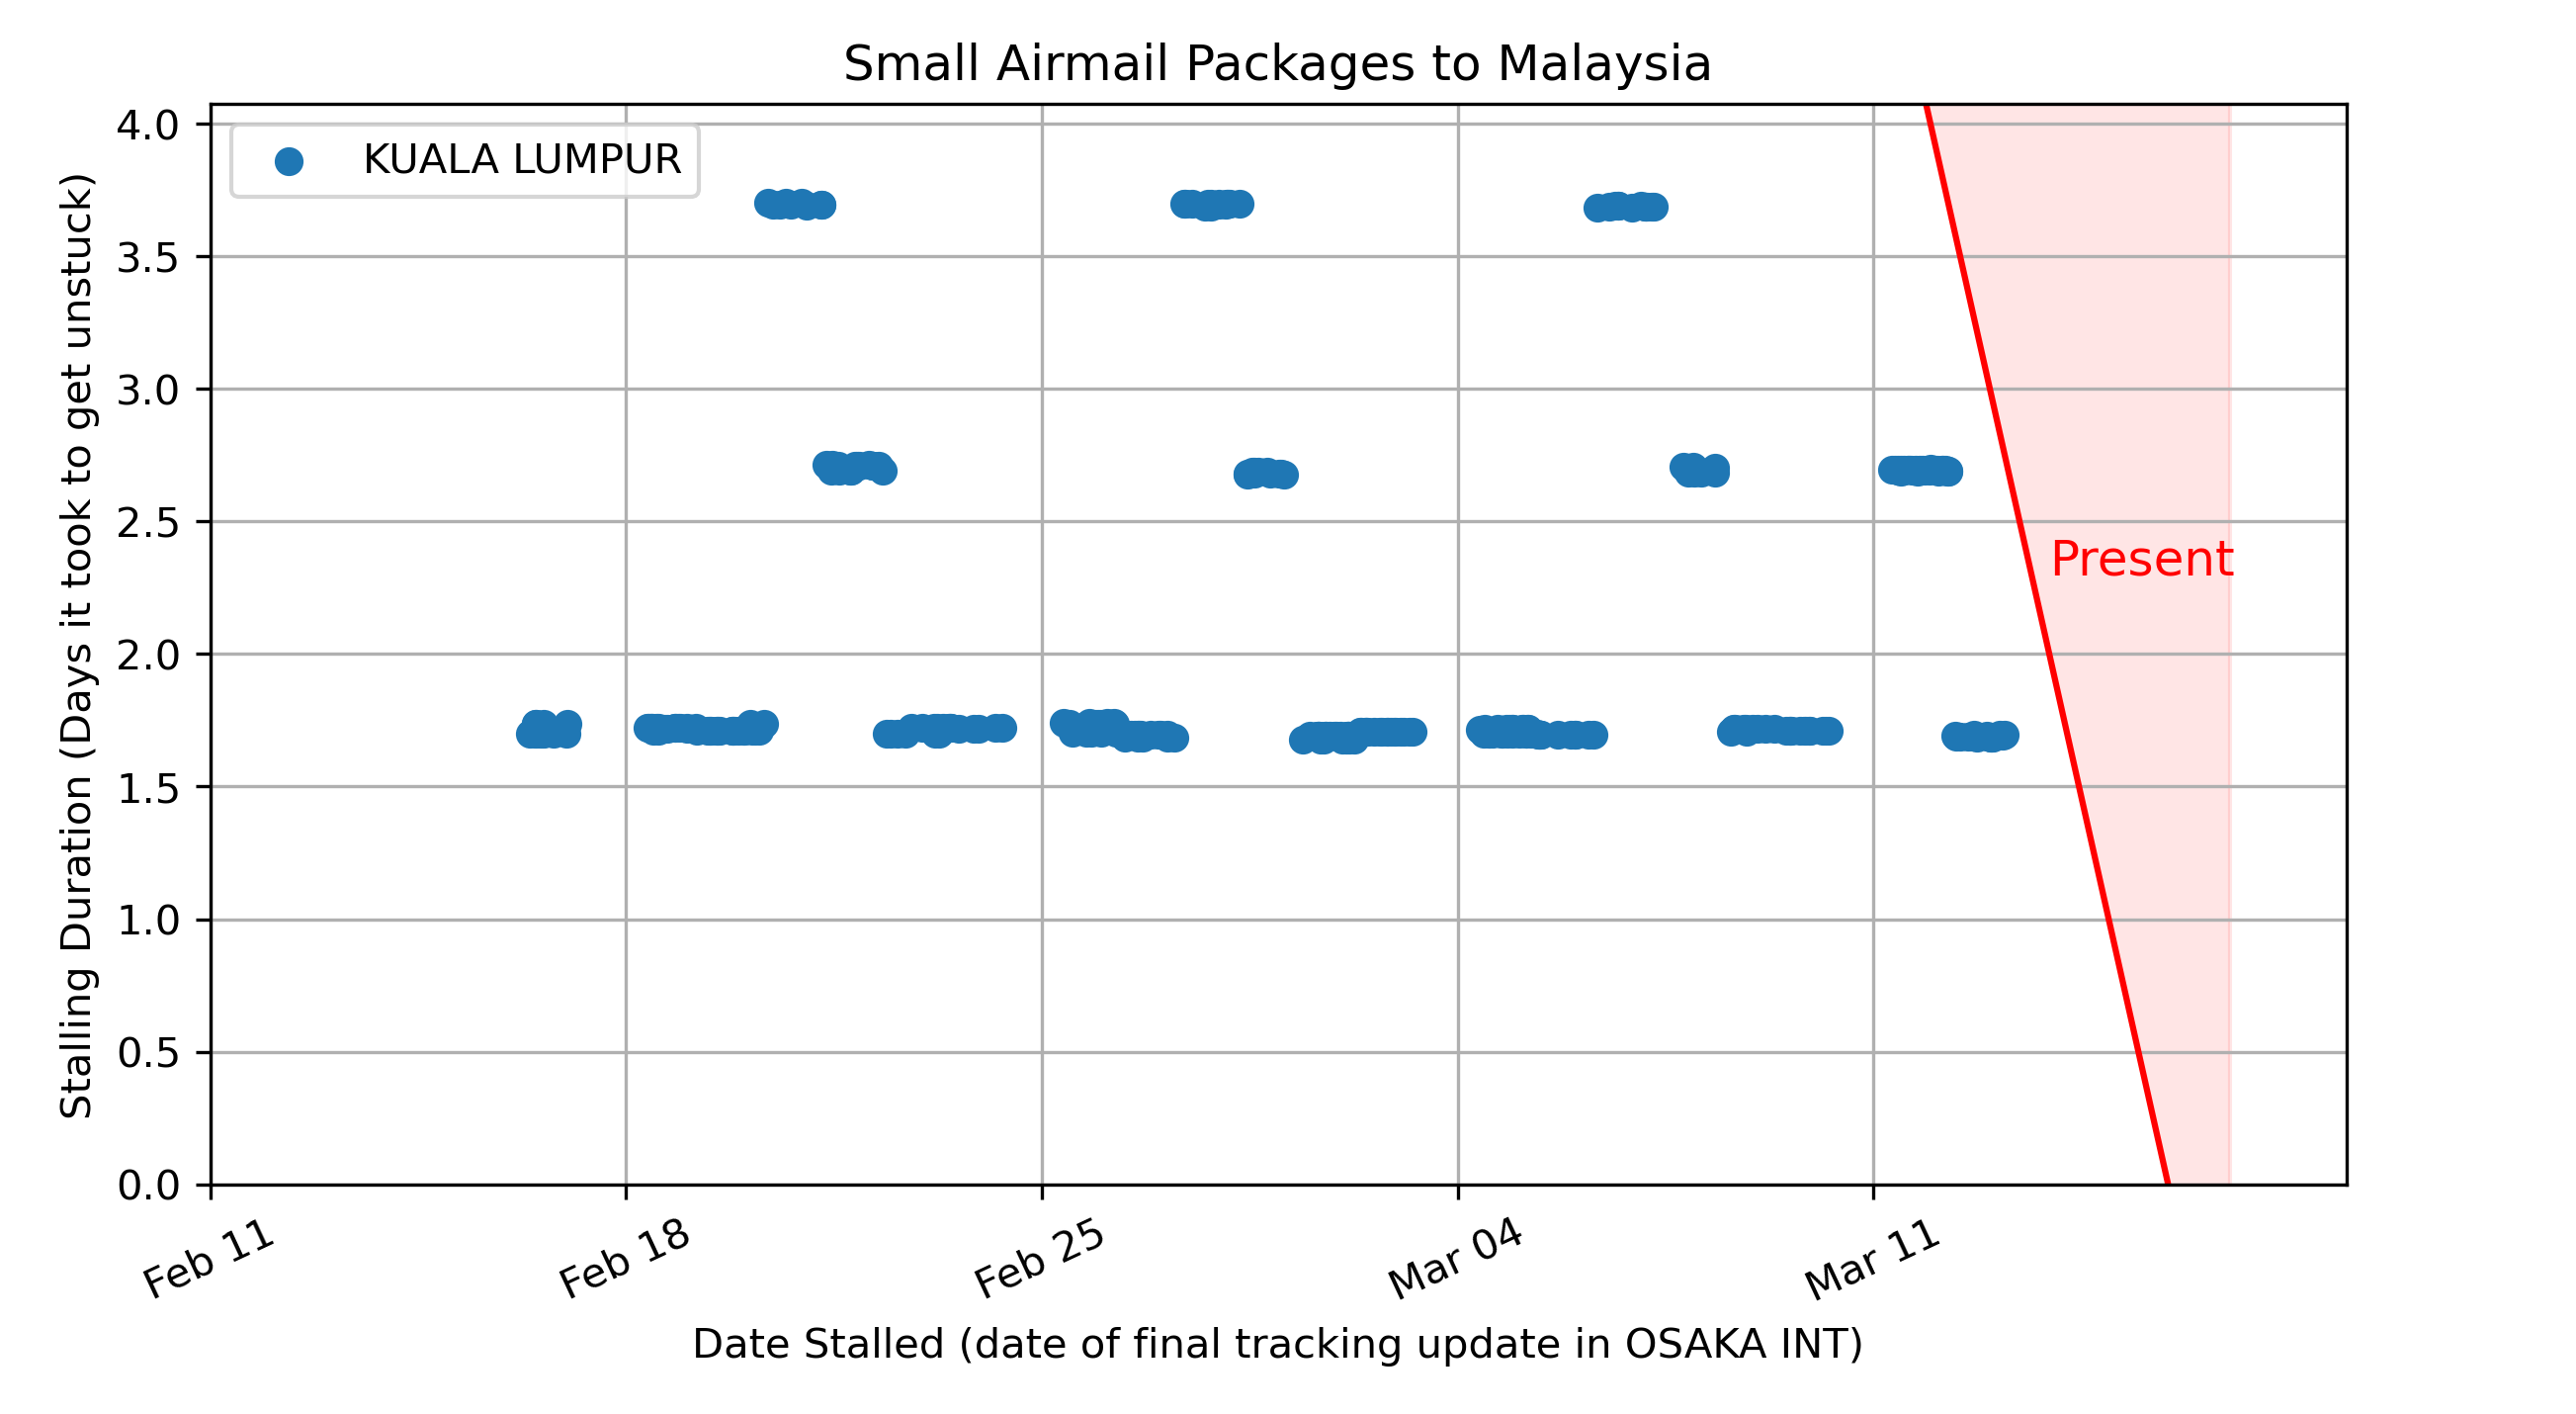 Small Airmail Packages to Malaysia
KUALA LUMPUR
Stalling Duration (Days it took to get unstuck)
4.0
3.5
3.0
2.5
2.0
1.5
1.0
0.5
0.0
Present
Feb 11
Feb 18
Feb 25
Mar 04
Mar 11
Date Stalled (date of final tracking update in OSAKA INT)